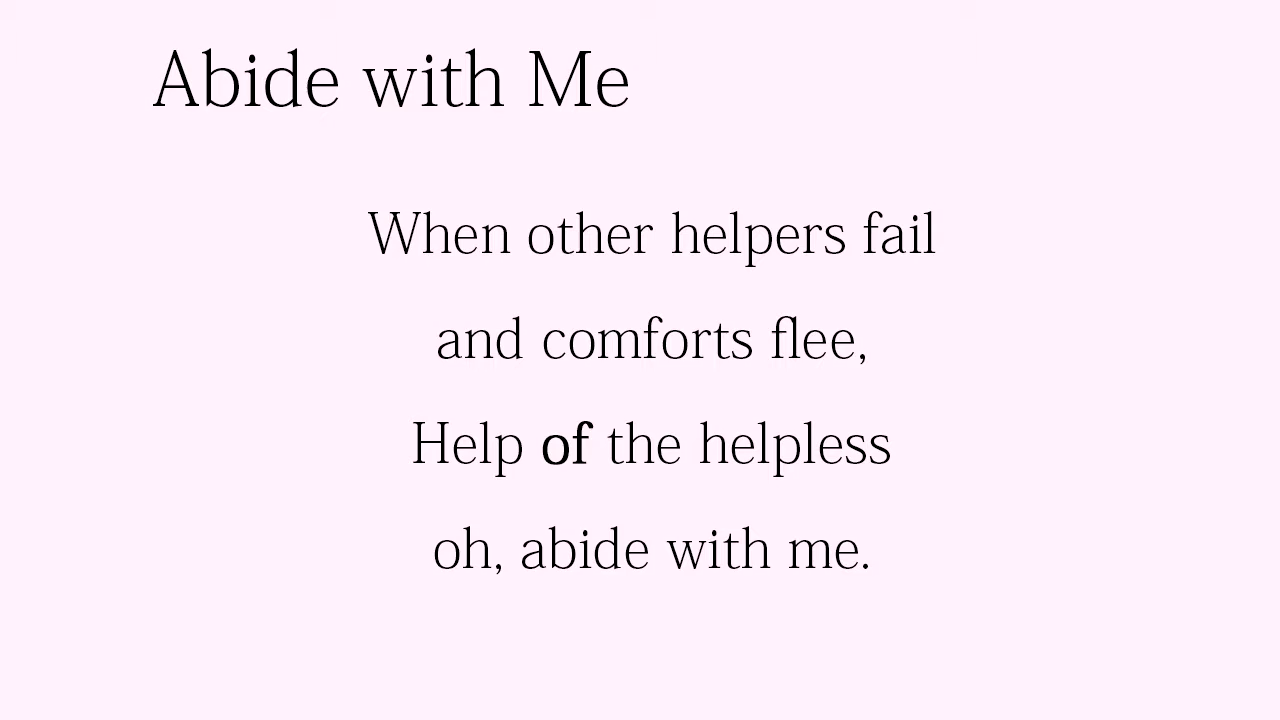 Abide with Me
When other helpers fail
and comforts flee,
Help of the helpless
oh, abide with me.